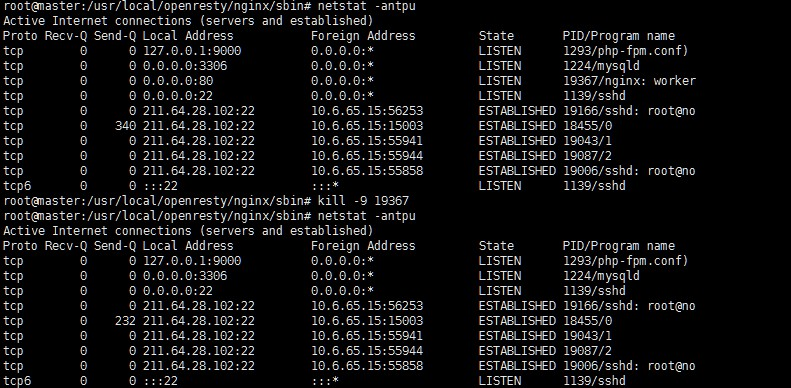 root@master:/usr/local/openresty/nginx/sbin# netstat -antpu
Active Internet connections (servers and established)
Proto Recv-Q Send-Q Local Address           Foreign Address         State       PID/Program name
tcp        0      0 127.0.0.1:9000          0.0.0.0:*               LISTEN      1293/php-fpm.conf)
tcp        0      0 0.0.0.0:3306            0.0.0.0:*               LISTEN      1224/mysqld
tcp        0      0 0.0.0.0:80              0.0.0.0:*               LISTEN      19367/nginx: worker
tcp        0      0 0.0.0.0:22              0.0.0.0:*               LISTEN      1139/sshd
tcp        0      0 211.64.28.102:22        10.6.65.15:56253        ESTABLISHED 19166/sshd: root@no
tcp        0    340 211.64.28.102:22        10.6.65.15:15003        ESTABLISHED 18455/0
tcp        0      0 211.64.28.102:22        10.6.65.15:55941        ESTABLISHED 19043/1
tcp        0      0 211.64.28.102:22        10.6.65.15:55944        ESTABLISHED 19087/2
tcp        0      0 211.64.28.102:22        10.6.65.15:55858        ESTABLISHED 19006/sshd: root@no
tcp6       0      0 :::22                   :::*                    LISTEN      1139/sshd
root@master:/usr/local/openresty/nginx/sbin# kill -9 19367
root@master:/usr/local/openresty/nginx/sbin# netstat -antpu
Active Internet connections (servers and established)
Proto Recv-Q Send-Q Local Address           Foreign Address         State       PID/Program name
tcp        0      0 127.0.0.1:9000          0.0.0.0:*               LISTEN      1293/php-fpm.conf)
tcp        0      0 0.0.0.0:3306            0.0.0.0:*               LISTEN      1224/mysqld
tcp        0      0 0.0.0.0:22              0.0.0.0:*               LISTEN      1139/sshd
tcp        0      0 211.64.28.102:22        10.6.65.15:56253        ESTABLISHED 19166/sshd: root@no
tcp        0    232 211.64.28.102:22        10.6.65.15:15003        ESTABLISHED 18455/0
tcp        0      0 211.64.28.102:22        10.6.65.15:55941        ESTABLISHED 19043/1
tcp        0      0 211.64.28.102:22        10.6.65.15:55944        ESTABLISHED 19087/2
tcp        0      0 211.64.28.102:22        10.6.65.15:55858        ESTABLISHED 19006/sshd: root@no
tcp6       0      0 :::22                   :::*                    LISTEN      1139/sshd